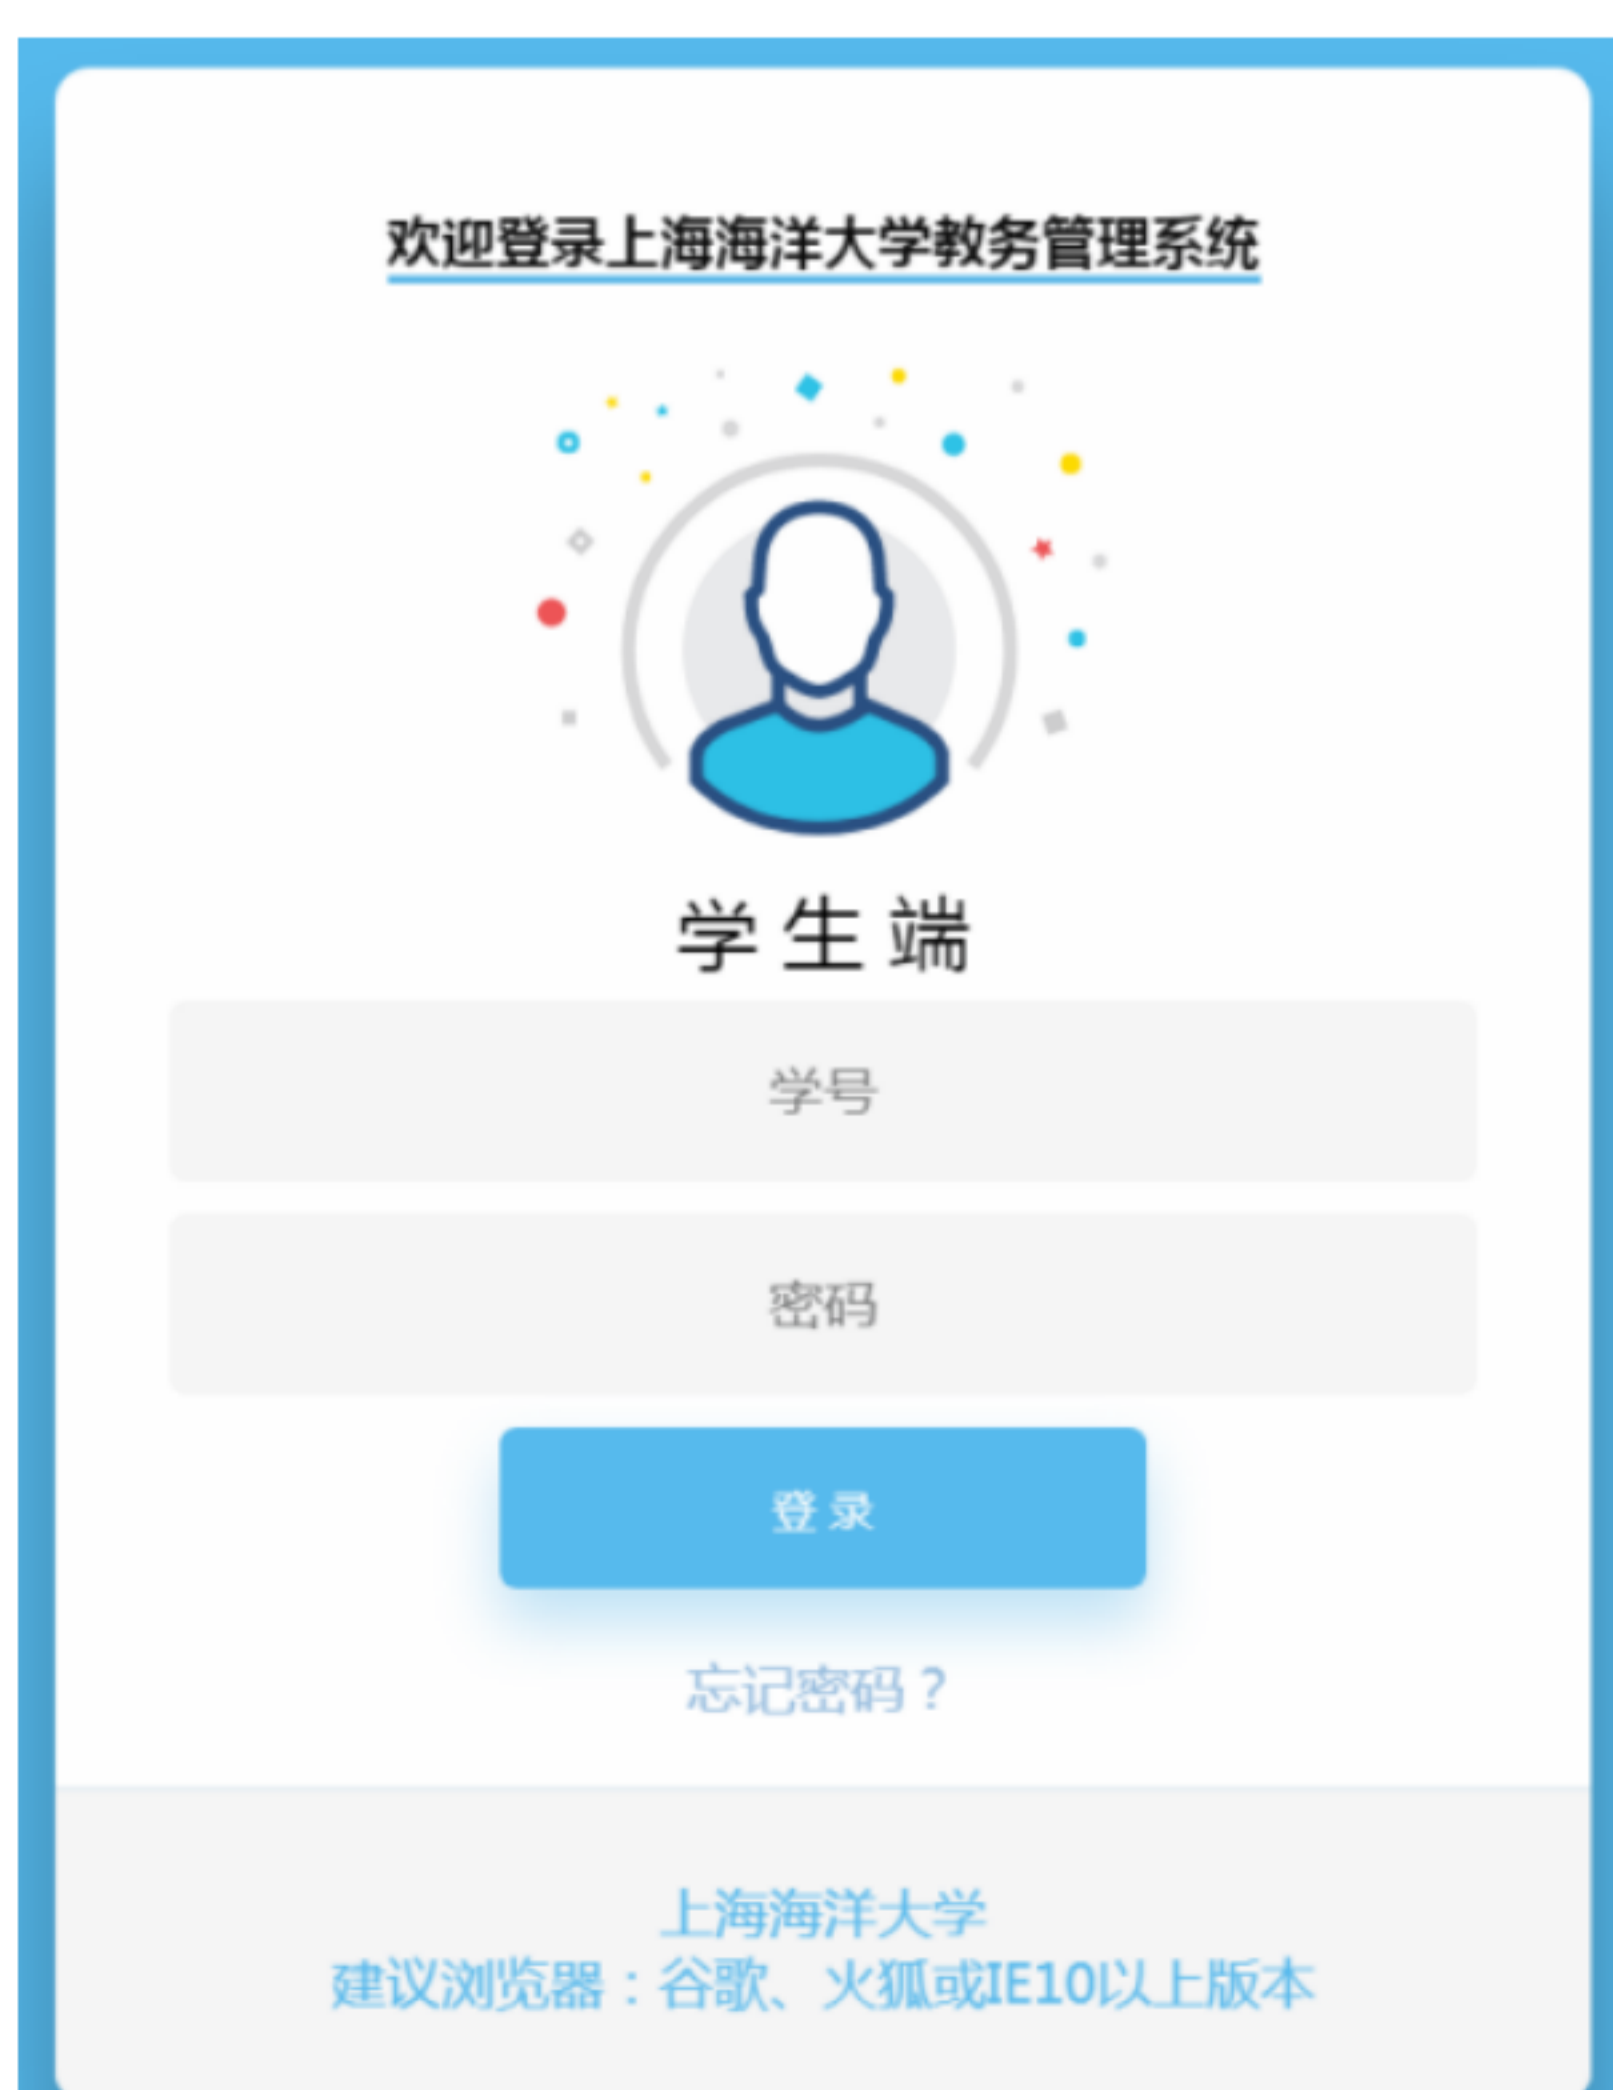 欢迎登录上海海洋大学教务管理系统
学生端
学号
密码
登录
忘记密码？
上海海洋大学
建议浏览器：谷歌、火狐或IE10以上版本